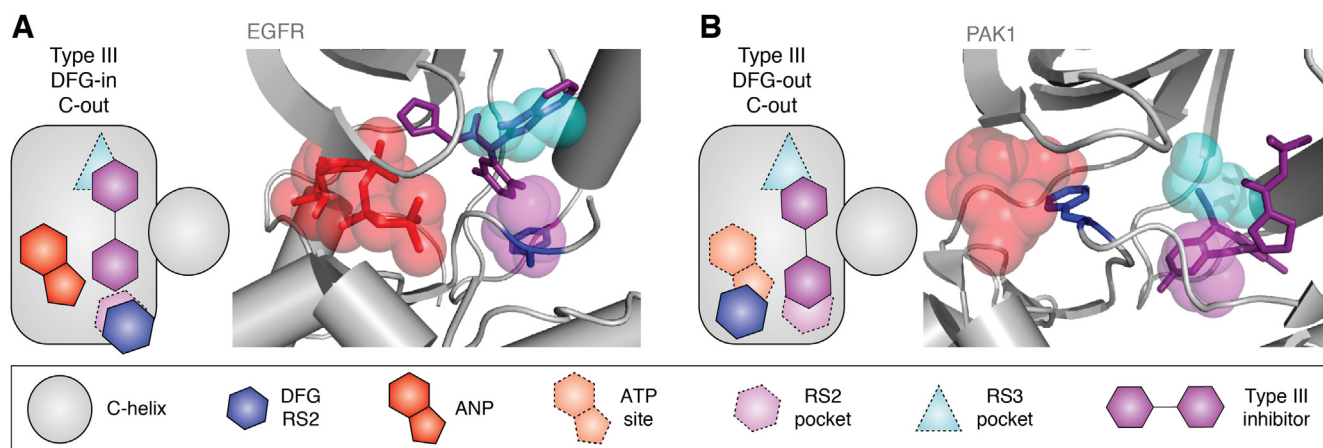 A
EGFR
Type III
DFG-in
C-out
B
PAK1
Type III
DFG-out
C-out
C-helix
DFG
RS2
ANP
ATP
site
RS2
pocket
RS3
pocket
Type III
inhibitor